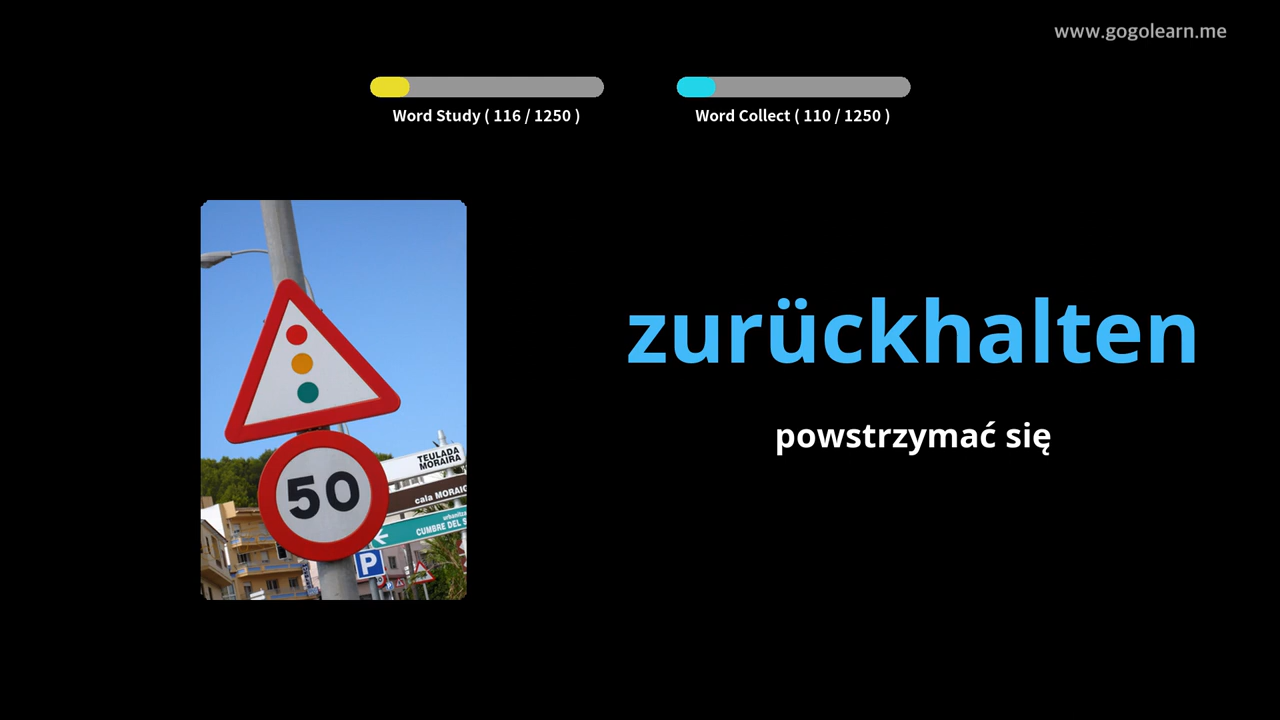 www.gogolearn.me
Word Study ( 116 / 1250 )
Word Collect ( 110 / 1250 )
zurückhalten
powstrzymać się
TEULADA
MORAIRA
cala MORAIG
CUMBRE DEL S
50
P